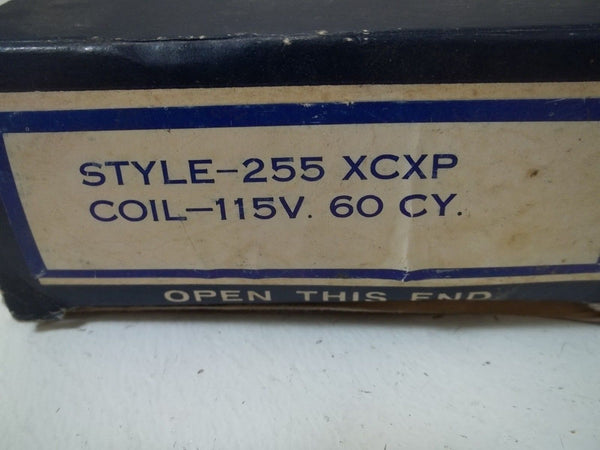 STYLE-255 XCXP
COIL-115V. 60 CY.
OPEN THIS END